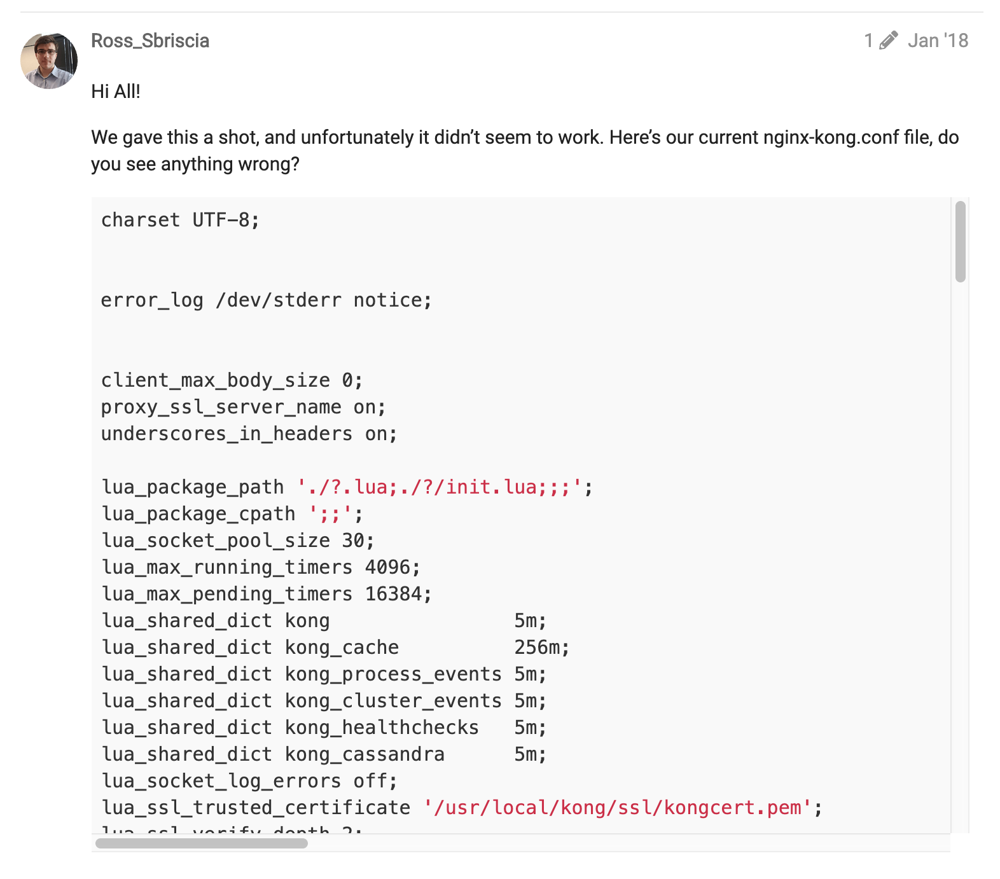 Ross_Sbriscia
1 Jan '18
Hi All!
We gave this a shot, and unfortunately it didn’t seem to work. Here’s our current nginx-kong.conf file, do
you see anything wrong?
charset UTF-8;
error_log /dev/stderr notice;
client_max_body_size 0;
proxy_ssl_server_name on;
underscores_in_headers on;
lua_package_path './?.lua;./?/init.lua;;;';
lua_package_cpath ';;';
lua_socket_pool_size 30;
lua_max_running_timers 4096;
lua_max_pending_timers 16384;
lua_shared_dict kong                5m;
lua_shared_dict kong_cache          256m;
lua_shared_dict kong_process_events 5m;
lua_shared_dict kong_cluster_events 5m;
lua_shared_dict kong_healthchecks   5m;
lua_shared_dict kong_cassandra      5m;
lua_socket_log_errors off;
lua_ssl_trusted_certificate '/usr/local/kong/ssl/kongcert.pem';
lua_ssl_verify_depth 2;